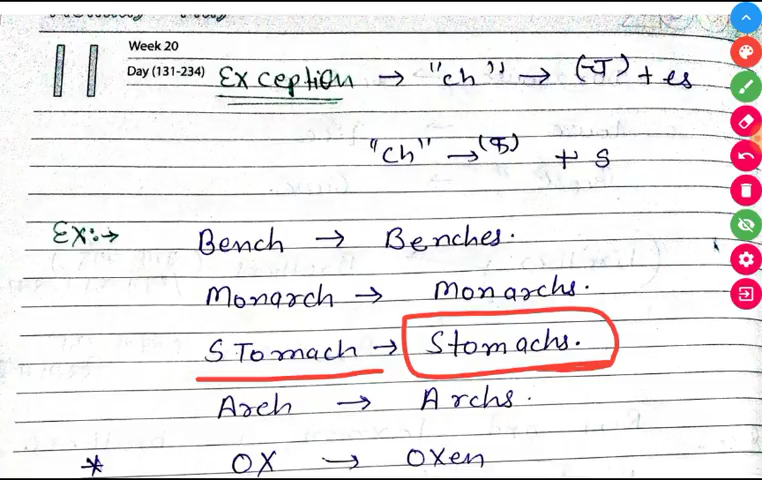 11
Week 20
Day (131-234)
Exception → "ch" → (च) + es
"ch" → (क) + s
Ex:→ Bench → Benches.
Monarch → Monarchs.
STomach → Stomachs.
Arch → Archs.
* OX → OXen